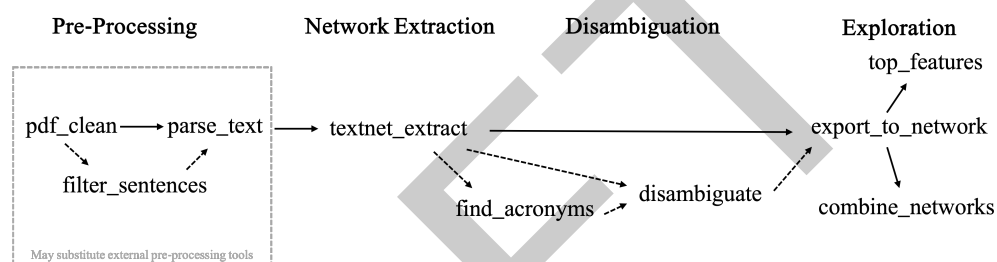 Pre-Processing
Network Extraction
Disambiguation
Exploration
top_features
pdf_clean
parse_text
textnet_extract
export_to_network
filter_sentences
find_acronyms
disambiguate
combine_networks
May substitute external pre-processing tools